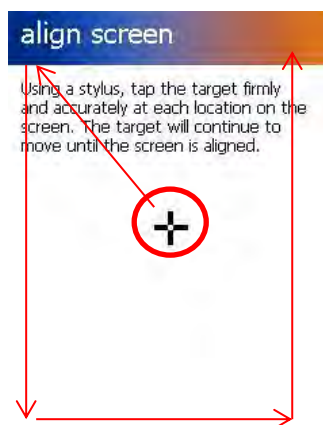 align screen
Using a stylus, tap the target firmly
and accurately at each location on the
screen. The target will continue to
move until the screen is aligned.